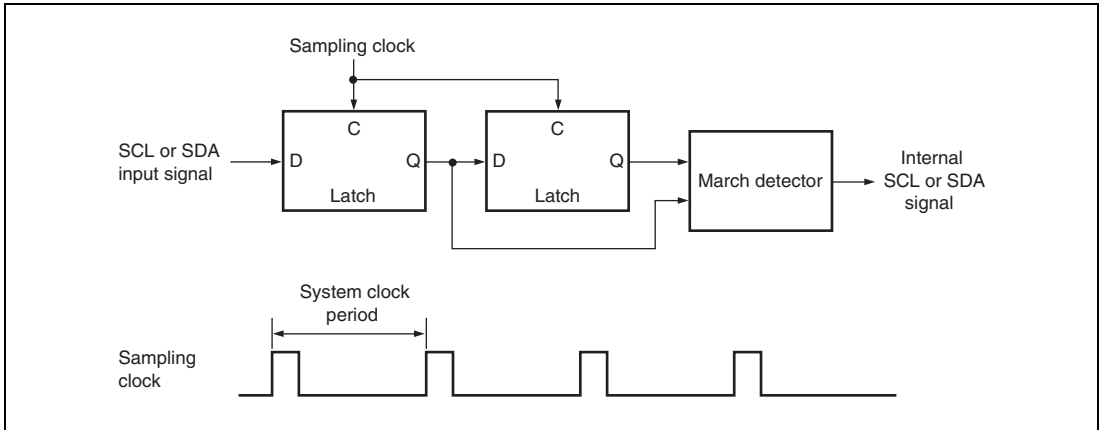 Sampling clock
SCL or SDA
input signal
C
D
Q
Latch
C
D
Q
Latch
March detector
Internal
SCL or SDA
signal
System clock
period
Sampling
clock